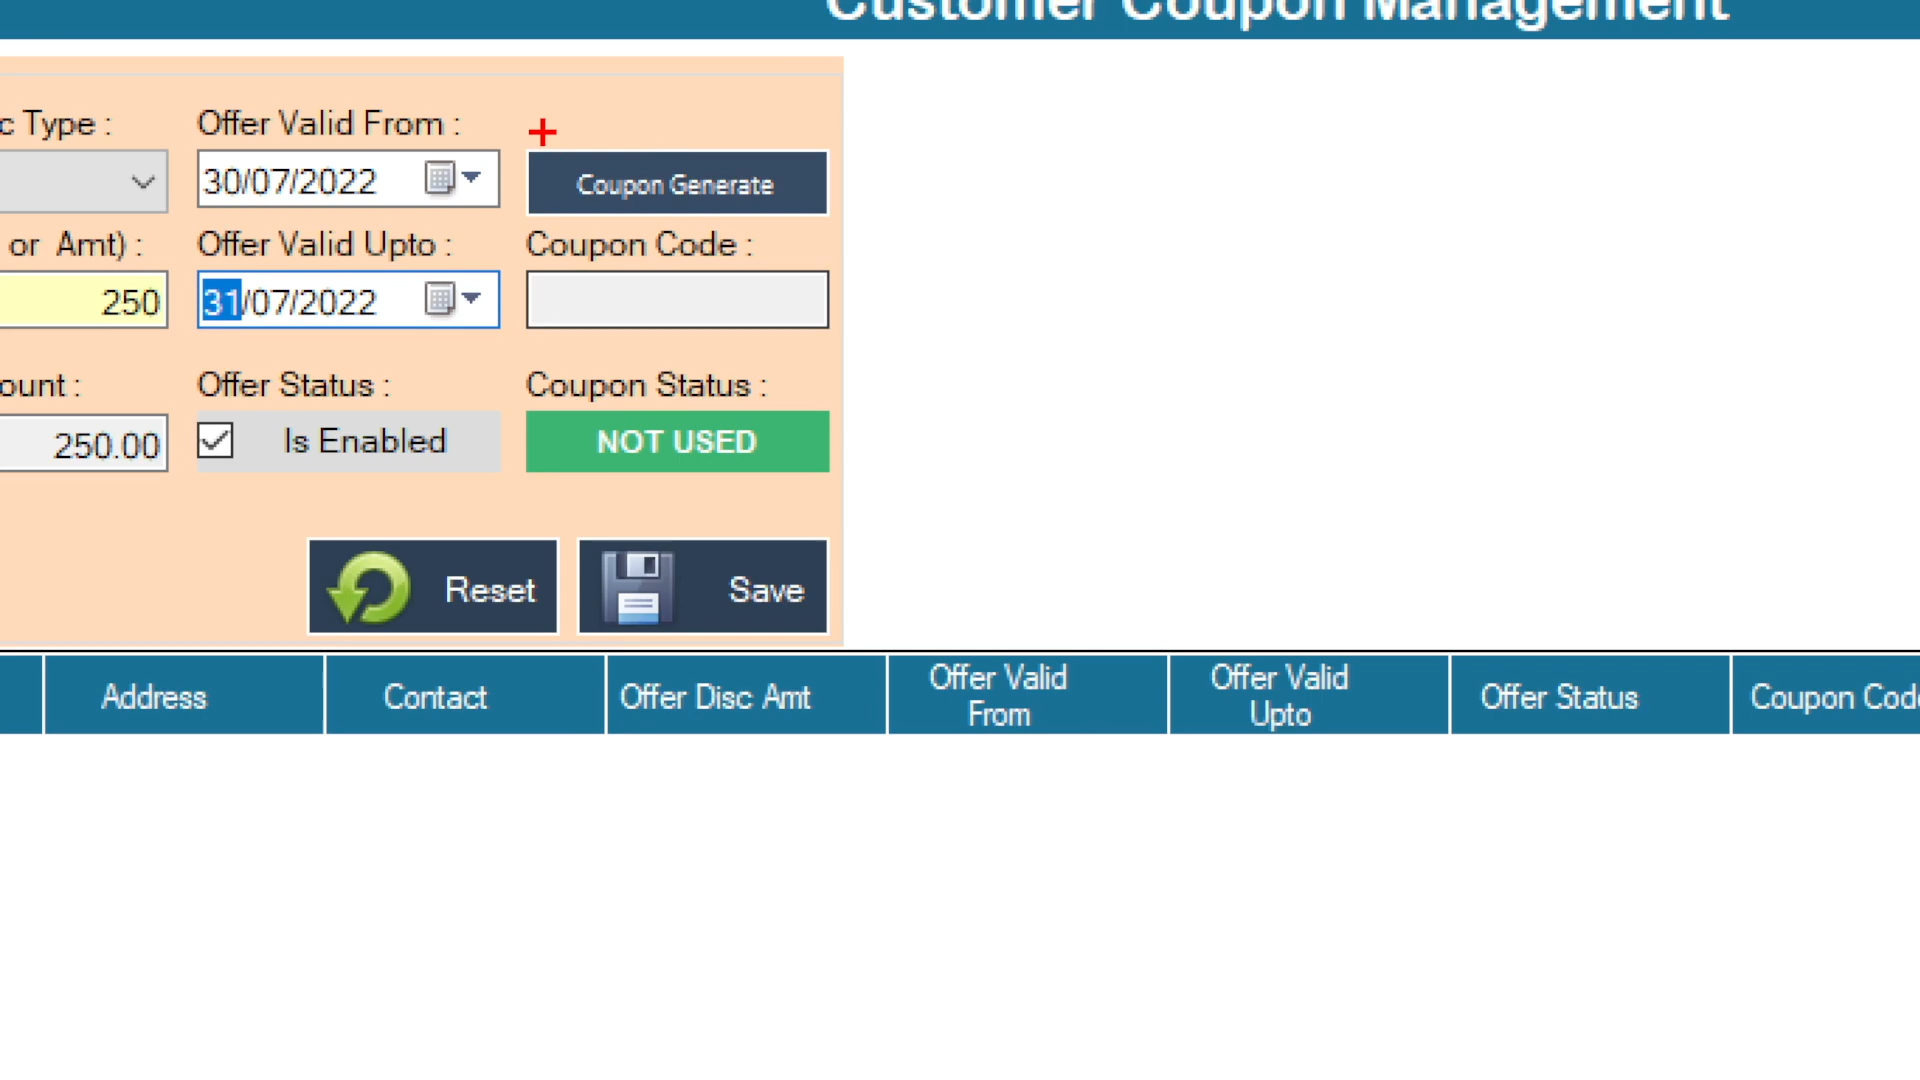 Customer Coupon Management
c Type :
Offer Valid From :
+
30/07/2022
Coupon Generate
or Amt) :
Offer Valid Upto :
Coupon Code :
250
31/07/2022
ount :
Offer Status :
Coupon Status :
250.00
Is Enabled
NOT USED
Reset
Save
Address
Contact
Offer Disc Amt
Offer Valid
From
Offer Valid
Upto
Offer Status
Coupon Code